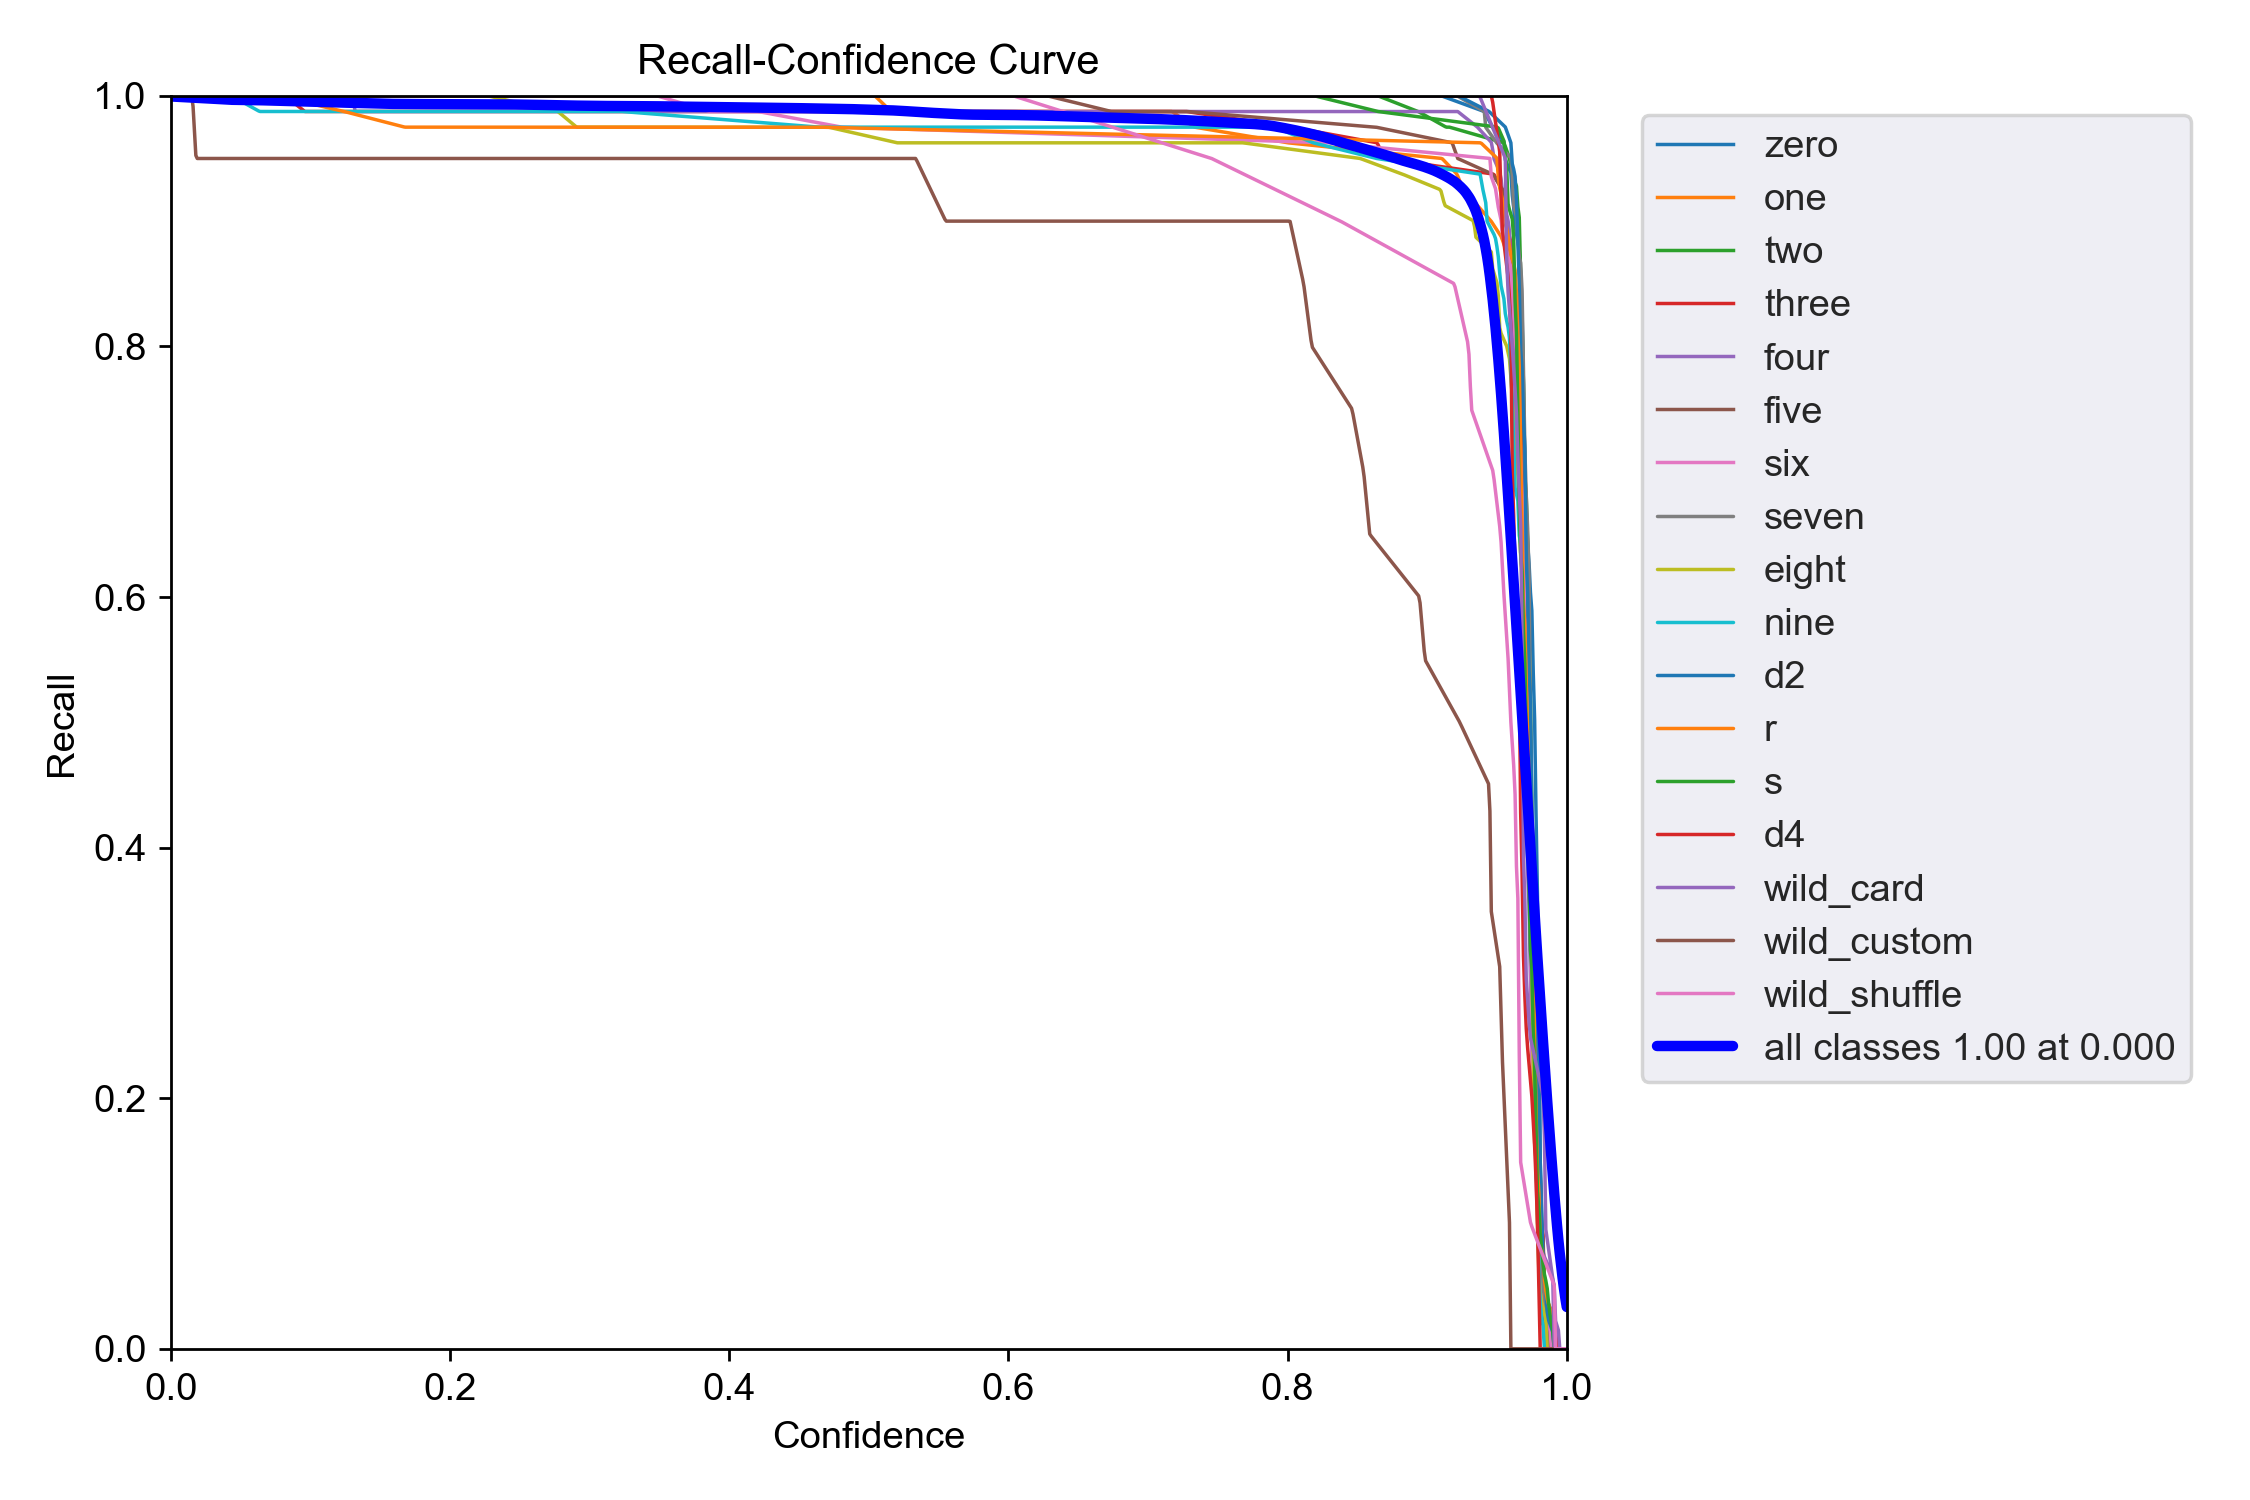 Recall-Confidence Curve
1.0
0.8
0.6
0.4
0.2
0.0
Recall
0.0 0.2 0.4 0.6 0.8 1.0
Confidence
zero
one
two
three
four
five
six
seven
eight
nine
d2
r
s
d4
wild_card
wild_custom
wild_shuffle
all classes 1.00 at 0.000